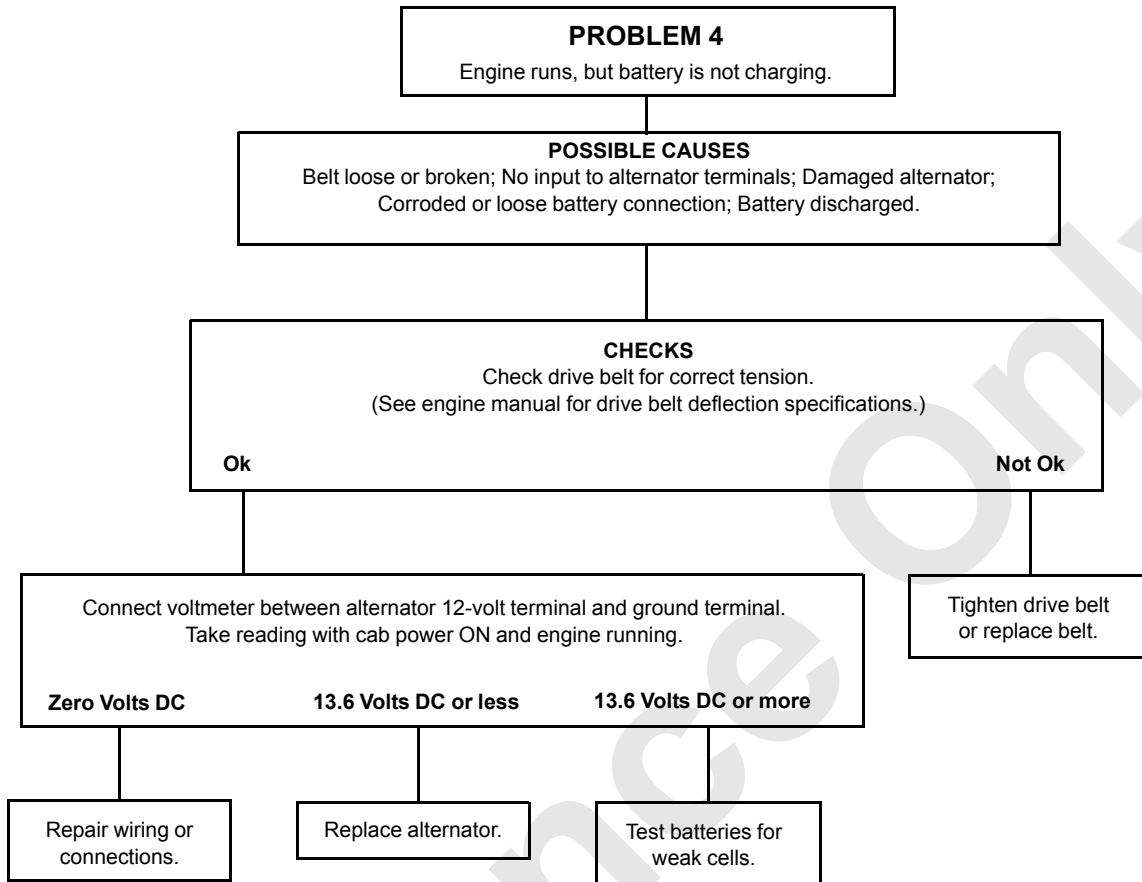 PROBLEM 4
Engine runs, but battery is not charging.
POSSIBLE CAUSES
Belt loose or broken; No input to alternator terminals; Damaged alternator;
Corroded or loose battery connection; Battery discharged.
CHECKS
Check drive belt for correct tension.
(See engine manual for drive belt deflection specifications.)
Ok
Not Ok
Connect voltmeter between alternator 12-volt terminal and ground terminal.
Take reading with cab power ON and engine running.
Zero Volts DC
13.6 Volts DC or less
13.6 Volts DC or more
Tighten drive belt
or replace belt.
Repair wiring or
connections.
Replace alternator.
Test batteries for
weak cells.